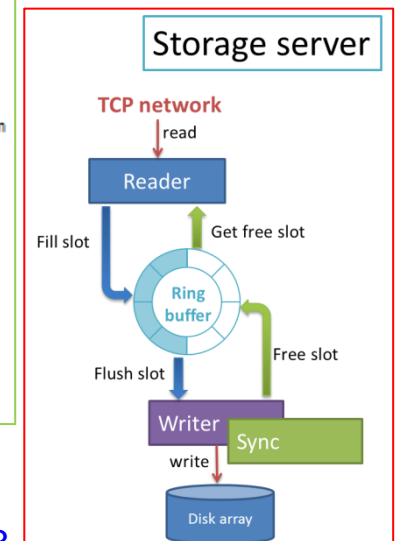 Storage server
TCP network
read
Reader
Fill slot
Get free slot
Ring
buffer
Free slot
Flush slot
Writer
Sync
write
Disk array